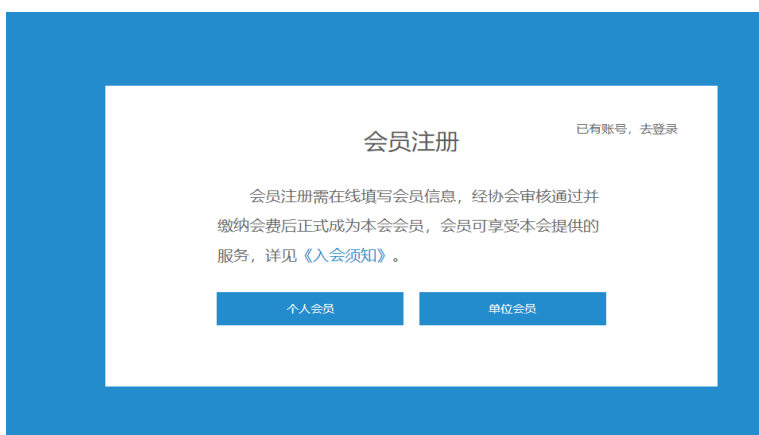 会员注册
已有账号，去登录
会员注册需在线填写会员信息，经协会审核通过并
缴纳会费后正式成为本会会员，会员可享受本会提供的
服务，详见《入会须知》。
个人会员
单位会员